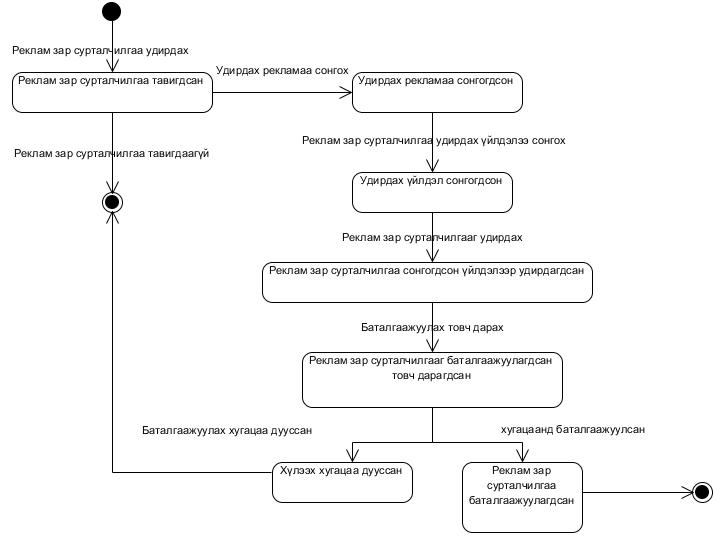 Реклам зар сурталчилгаа удирдах
Реклам зар сурталчилгаа тавигдсан
Удирдах рекламаа сонгох
Удирдах рекламаа сонгогдсон
Реклам зар сурталчилгаа тавигдаагүй
Реклам зар сурталчилгаа удирдах үйлдэлээ сонгох
Удирдах үйлдэл сонгогдсон
Реклам зар сурталчилгааг удирдах
Реклам зар сурталчилгаа сонгогдсон үйлдэлээр удирдагдсан
Баталгаажуулах товч дарах
Реклам зар сурталчилгааг баталгаажуулагдсан
товч дарагдсан
Баталгаажуулах хугацаа дууссан
хугацаанд баталгаажуулсан
Хүлээх хугацаа дууссан
Реклам зар
сурталчилгаа
баталгаажуулагдсан